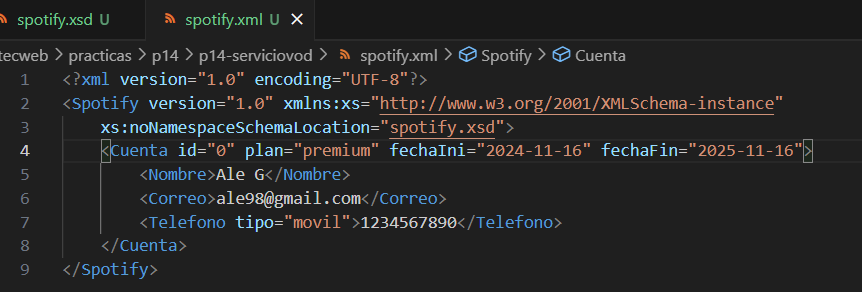 spotify.xsd U
spotify.xml U
tecweb > practicas > p14 > p14-serviciovod > spotify.xml > Spotify > Cuenta
1 <?xml version="1.0" encoding="UTF-8"?>
2 <Spotify version="1.0" xmlns:xs="http://www.w3.org/2001/XMLSchema-instance"
3 xs:noNamespaceSchemaLocation="spotify.xsd">
4 <Cuenta id="0" plan="premium" fechaIni="2024-11-16" fechaFin="2025-11-16">
5 <Nombre>Ale G</Nombre>
6 <Correo>ale98@gmail.com</Correo>
7 <Telefono tipo="movil">1234567890</Telefono>
8 </Cuenta>
9 </Spotify>